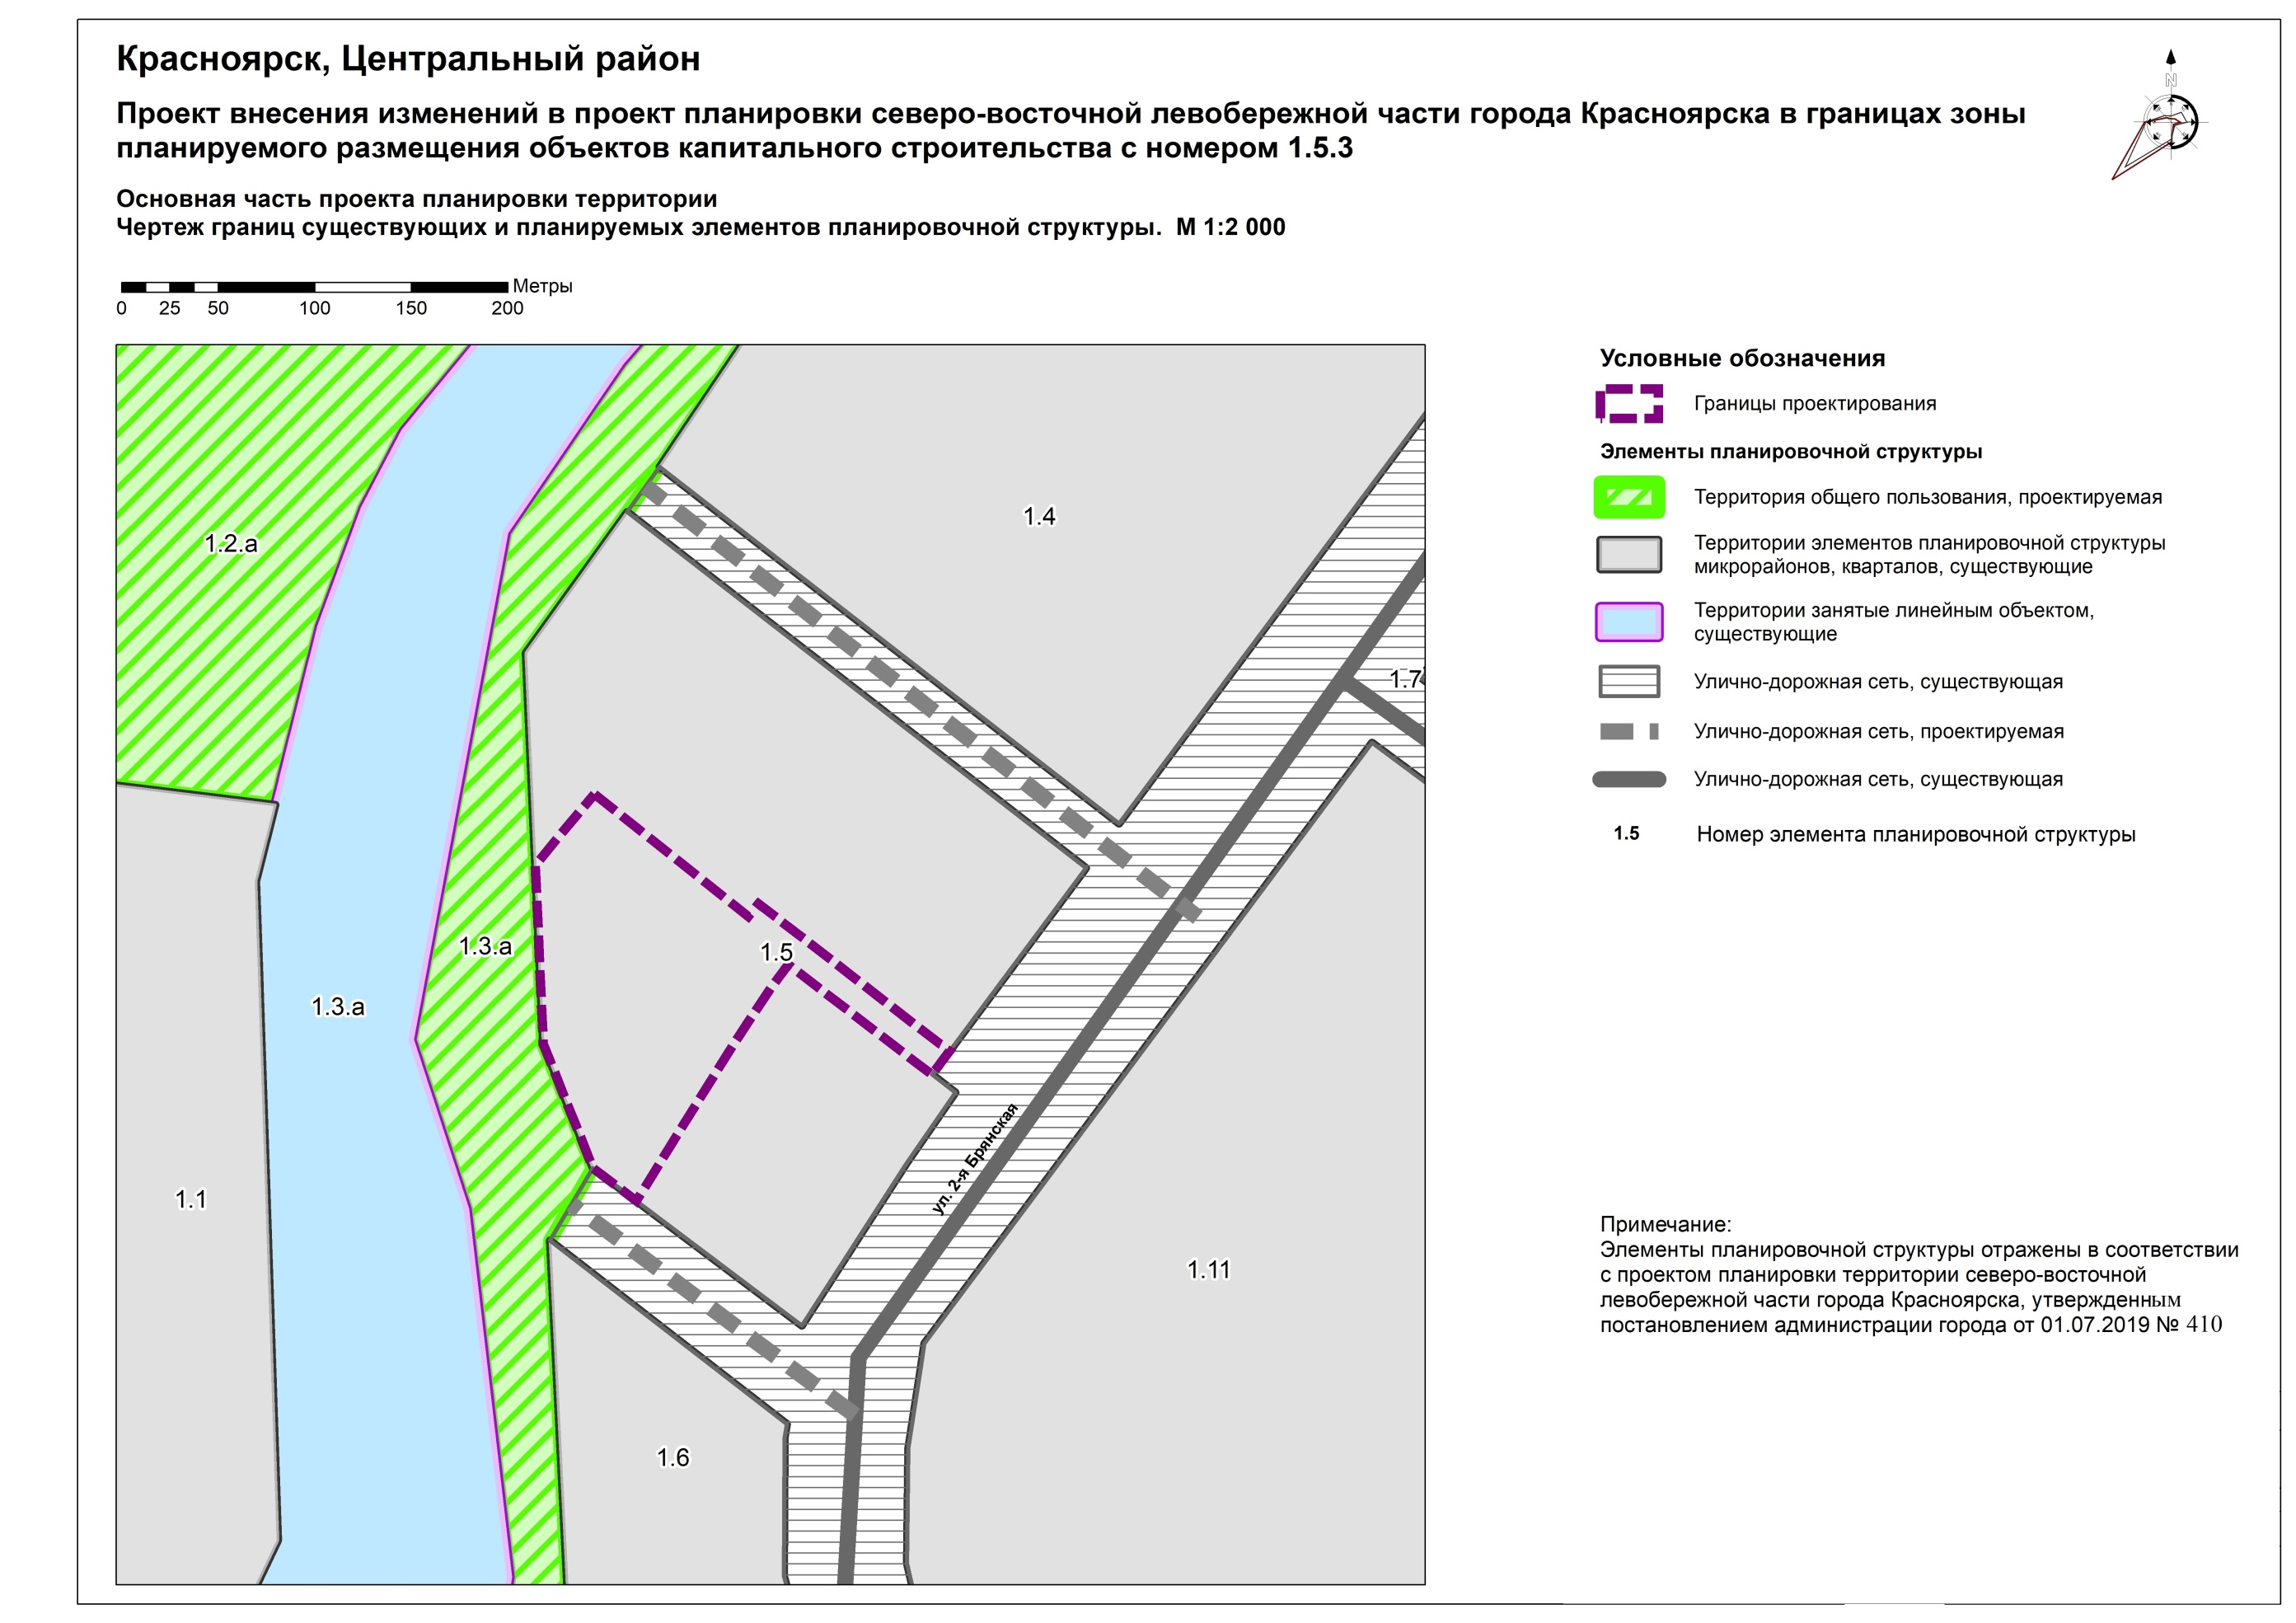 Красноярск, Центральный район
Проект внесения изменений в проект планировки северо-восточной левобережной части города Красноярска в границах зоны
планируемого размещения объектов капитального строительства с номером 1.5.3
Основная часть проекта планировки территории
Чертеж границ существующих и планируемых элементов планировочной структуры. М 1:2 000
N
Метры
0 25 50 100 150 200
1.4
1.2.а
1.7
1.3.а
1.5
1.3.а
ул. 2-я Брянская
1.1
1.11
1.6
Условные обозначения
Границы проектирования
Элементы планировочной структуры
Территория общего пользования, проектируемая
Территории элементов планировочной структуры
микрорайонов, кварталов, существующие
Территории занятые линейным объектом,
существующие
Улично-дорожная сеть, существующая
Улично-дорожная сеть, проектируемая
Улично-дорожная сеть, существующая
1.5 Номер элемента планировочной структуры
Примечание:
Элементы планировочной структуры отражены в соответствии
с проектом планировки территории северо-восточной
левобережной части города Красноярска, утвержденным
постановлением администрации города от 01.07.2019 № 410